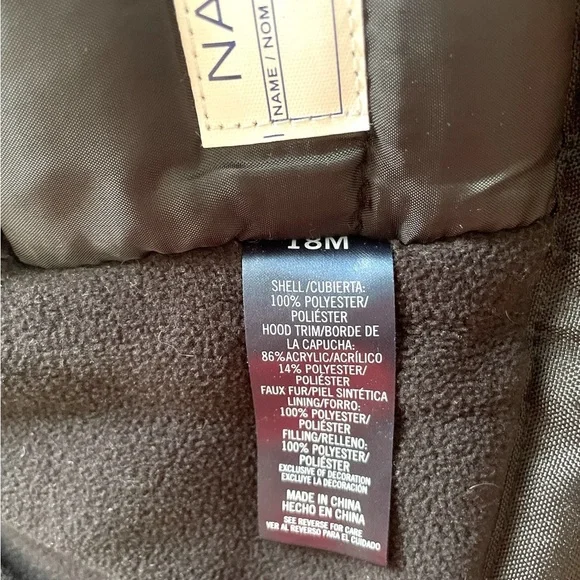 NA
NAME / NOM
18M
SHELL/CUBIERTA:
100% POLYESTER/
POLIÉSTER
HOOD TRIM/BORDE DE
LA CAPUCHA:
86%ACRYLIC/ACRÍLICO
14% POLYESTER/
POLIÉSTER
FAUX FUR/PIEL SINTÉTICA
LINING/FORRO:
100% POLYESTER/
POLIÉSTER
FILLING/RELLENO:
100% POLYESTER/
POLIÉSTER
EXCLUSIVE OF DECORATION
EXCLUYE LA DECORACIÓN
MADE IN CHINA
HECHO EN CHINA
SEE REVERSE FOR CARE
VER AL REVERSO PARA EL CUIDADO